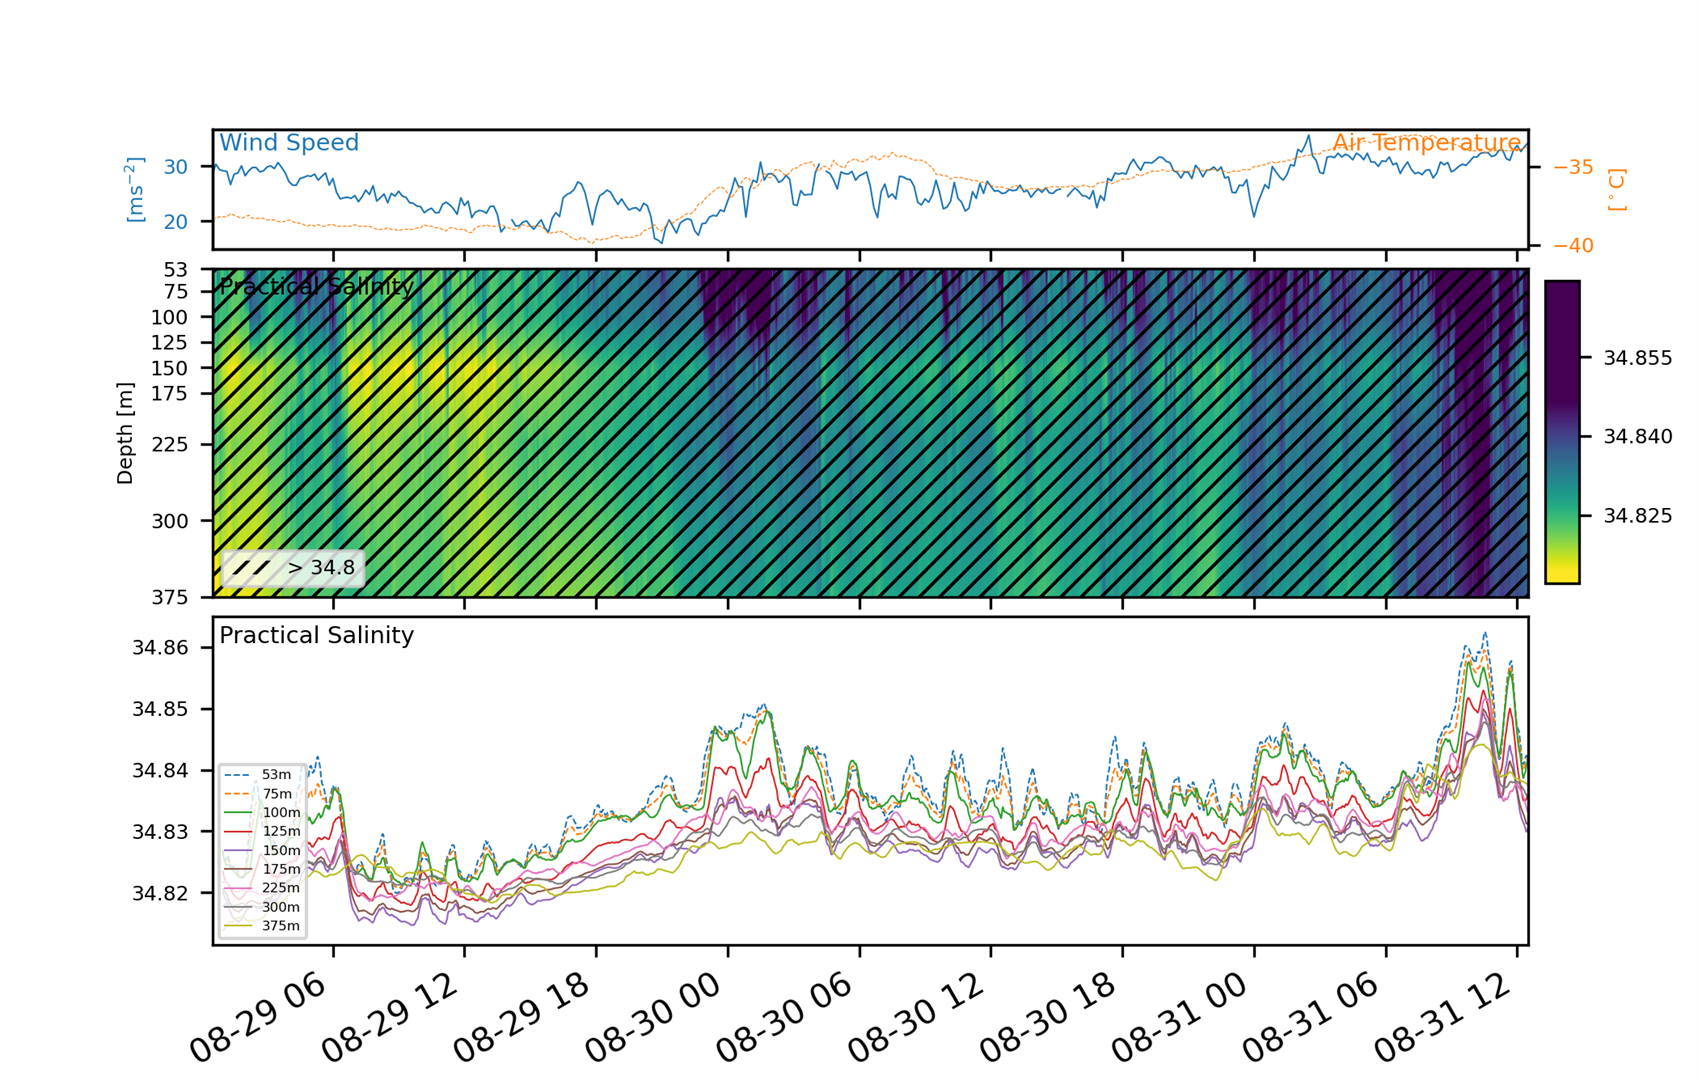 Wind Speed
Air Temperature
30
20
[ms⁻²]
−35
−40
[°C]
Practical Salinity
53
75
100
125
150
175
225
300
375
Depth [m]
> 34.8
34.855
34.840
34.825
Practical Salinity
34.86
34.85
34.84
34.83
34.82
53m
75m
100m
125m
150m
175m
225m
300m
375m
08-29 06
08-29 12
08-29 18
08-30 00
08-30 06
08-30 12
08-30 18
08-31 00
08-31 06
08-31 12